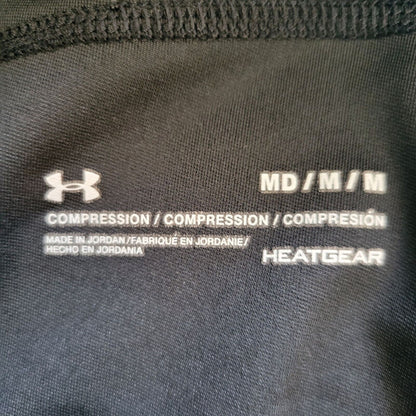 MD / M / M
COMPRESSION / COMPRESSION / COMPRESIÓN
MADE IN JORDAN/FABRIQUÉ EN JORDANIE/
HECHO EN JORDANIA
HEATGEAR